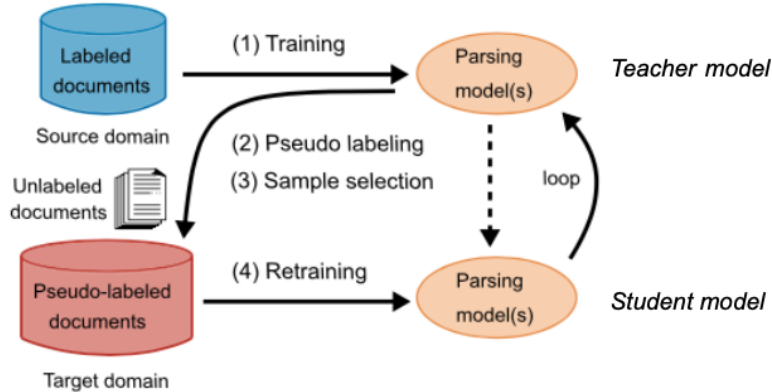 Labeled
documents
Source domain
(1) Training
Parsing
model(s)
Teacher model
(2) Pseudo labeling
(3) Sample selection
loop
Unlabeled
documents
Pseudo-labeled
documents
Target domain
(4) Retraining
Parsing
model(s)
Student model